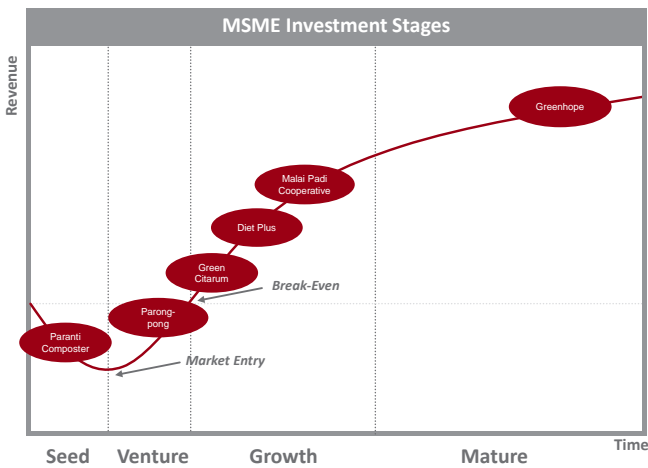 MSME Investment Stages
Revenue
Greenhope
Malai Padi
Cooperative
Diet Plus
Green
Citarum
Break-Even
Parong-
pong
Paranti
Composter
Market Entry
Time
Seed
Venture
Growth
Mature